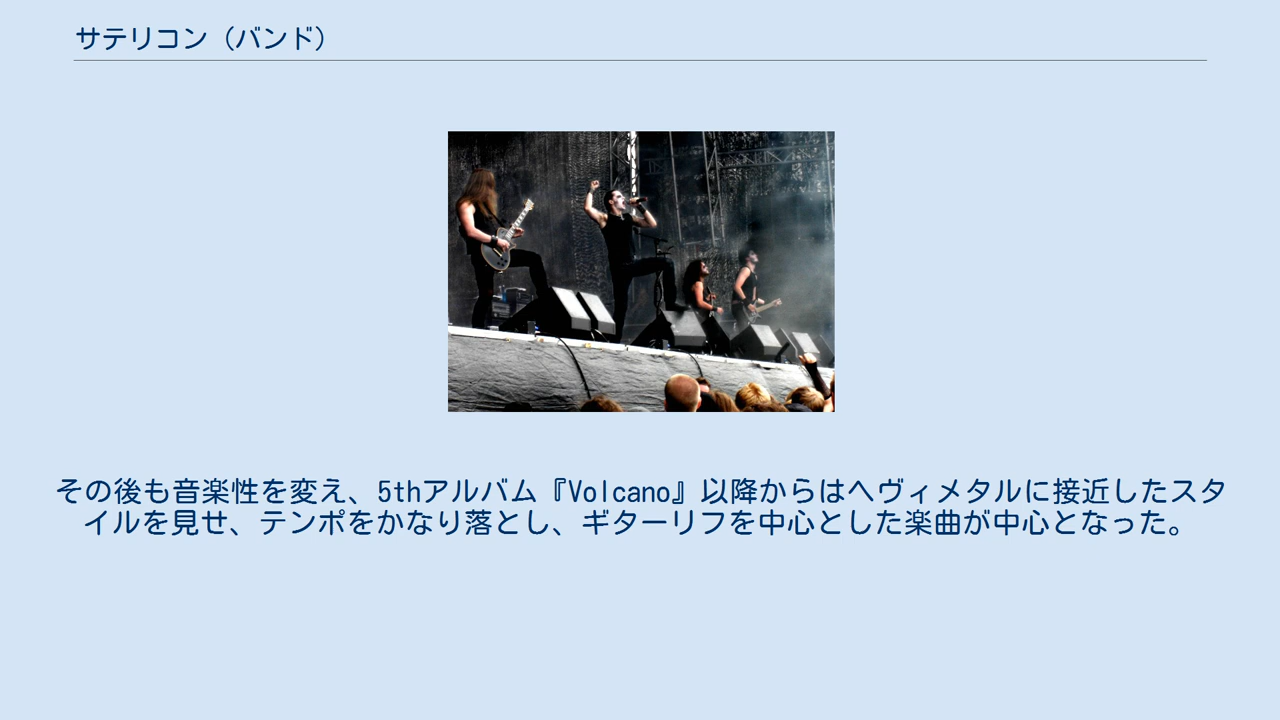 サテリコン（バンド）
その後も音楽性を変え、5thアルバム『Volcano』以降からはヘヴィメタルに接近したスタ
イルを見せ、テンポをかなり落とし、ギターリフを中心とした楽曲が中心となった。